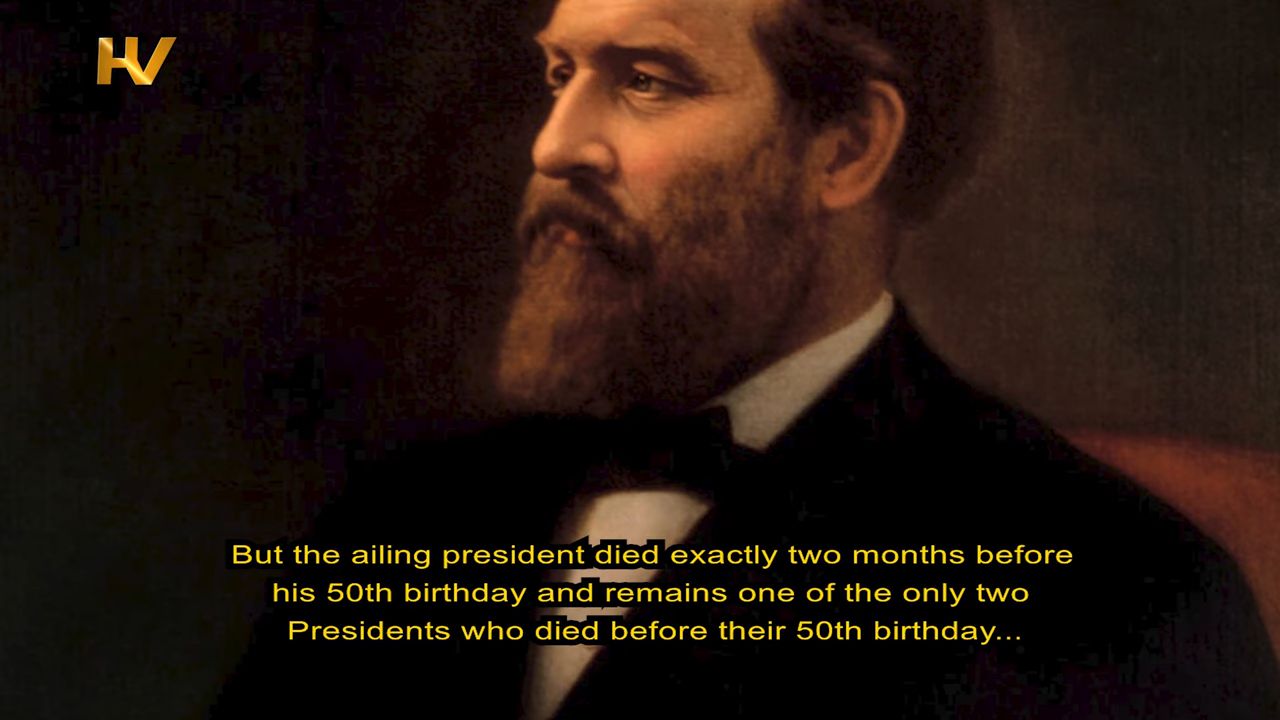 HV
But the ailing president died exactly two months before
his 50th birthday and remains one of the only two
Presidents who died before their 50th birthday...